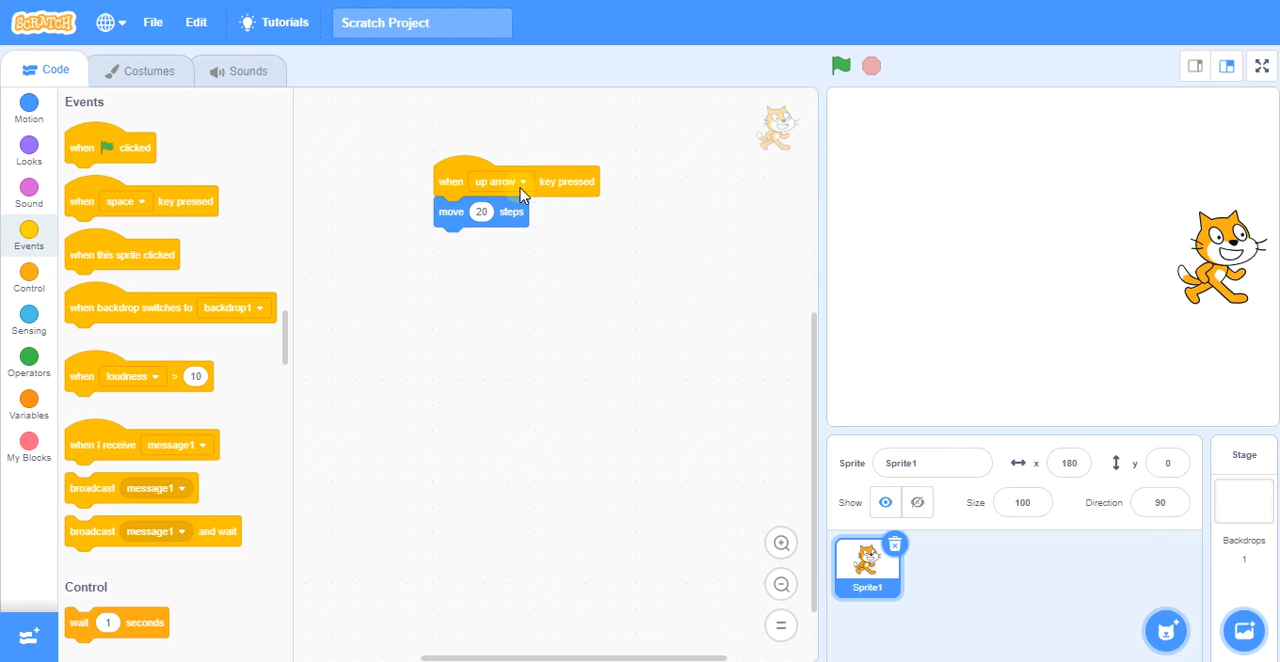 SCRATCH File Edit Tutorials Scratch Project
Code Costumes Sounds
Motion
Looks
Sound
Events
Control
Sensing
Operators
Variables
My Blocks
Events
when clicked
when space key pressed
when this sprite clicked
when backdrop switches to backdrop1
when loudness > 10
when I receive message1
broadcast message1
broadcast message1 and wait
Control
wait 1 seconds
when up arrow key pressed
move 20 steps
Sprite Sprite1 x 180 y 0
Show Size 100 Direction 90
Sprite1
Stage
Backdrops
1